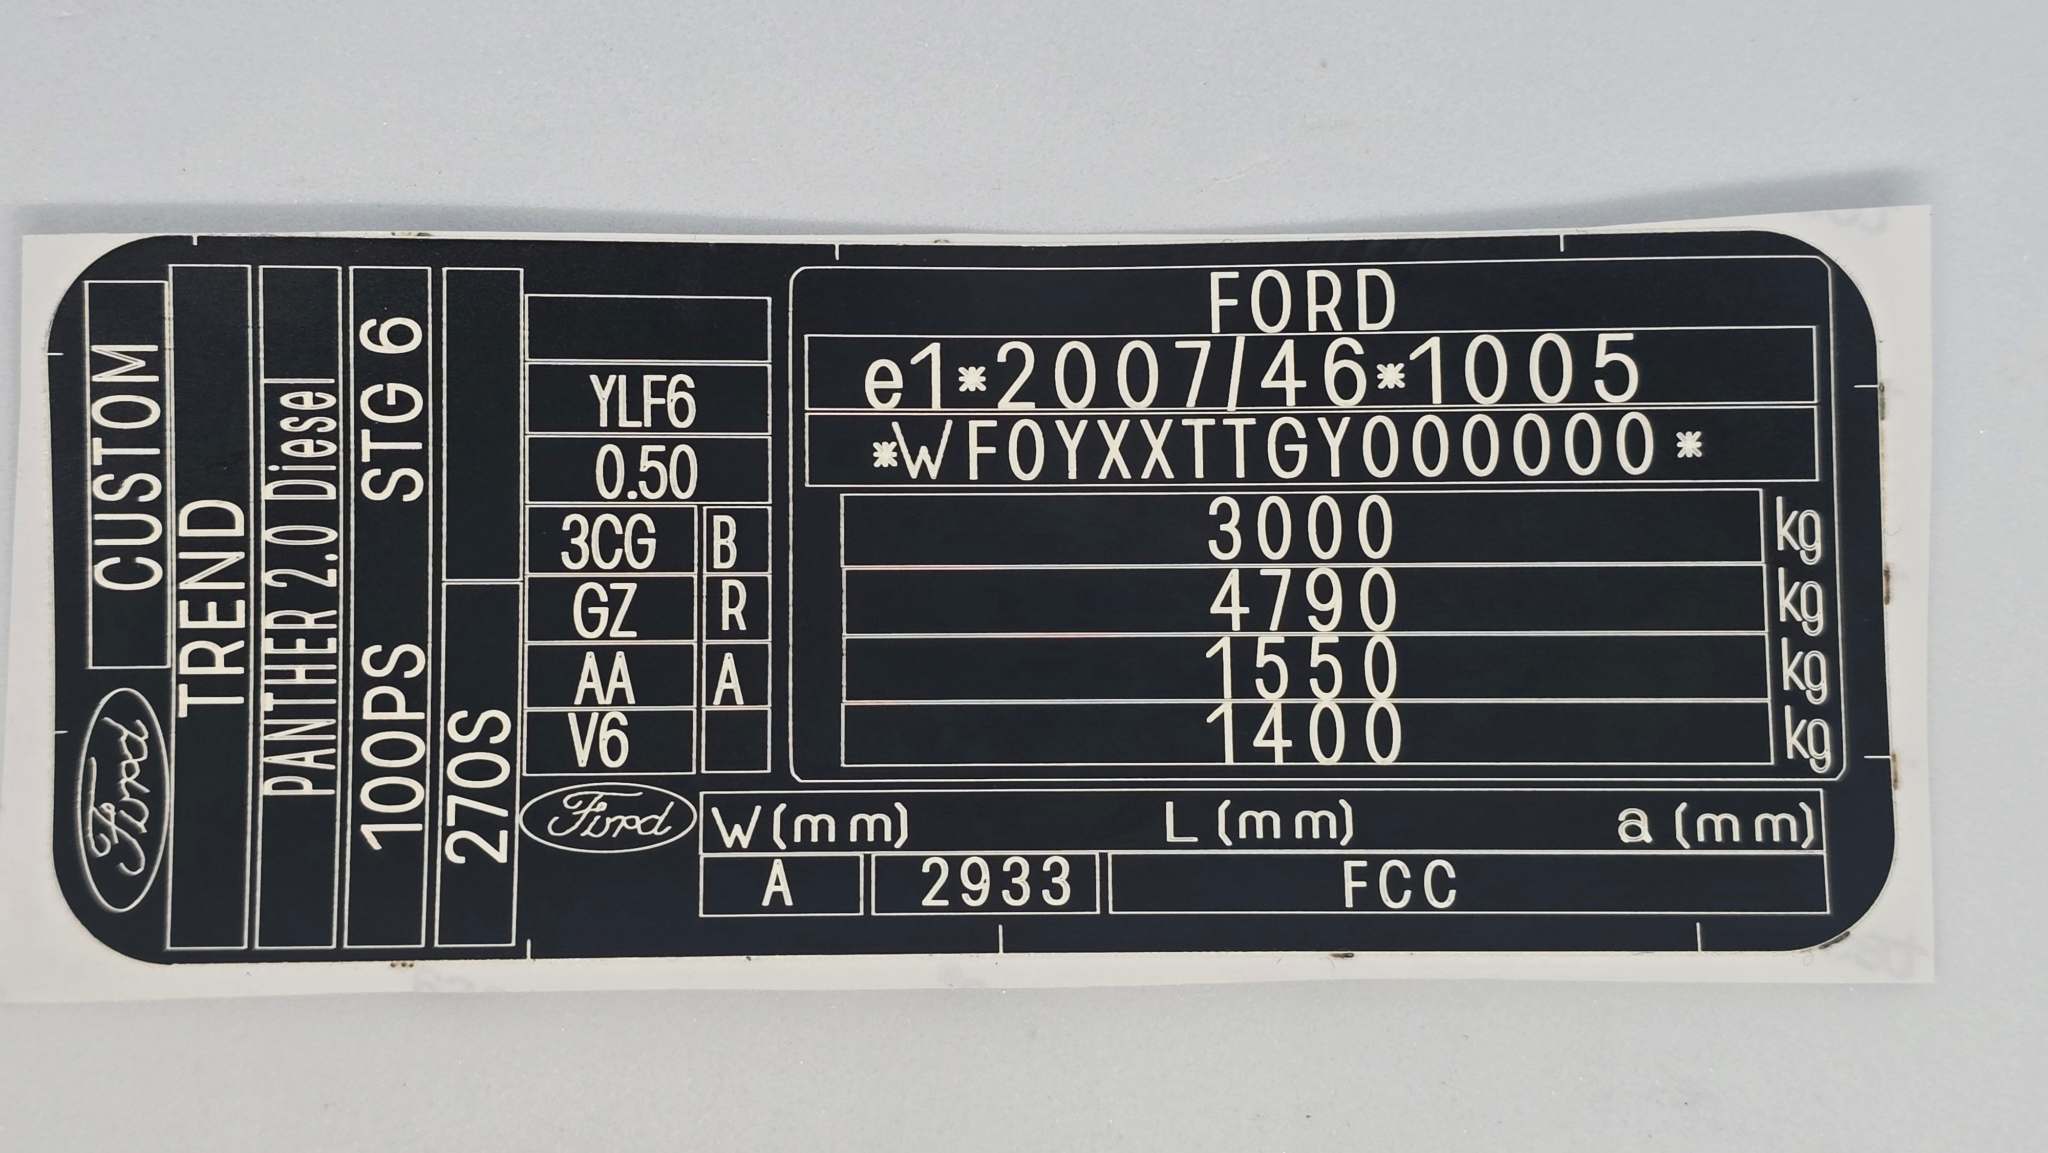 CUSTOM
TREND
PANTHER 2.0 Diesel
100PS STG 6
270S
Ford
YLF6
0.50
3CG B
GZ R
AA A
V6
Ford
FORD
e1*2007/46*1005
*WF0YXXTTGY000000*
3000 kg
4790 kg
1550 kg
1400 kg
W(mm) L(mm) a(mm)
A 2933 FCC